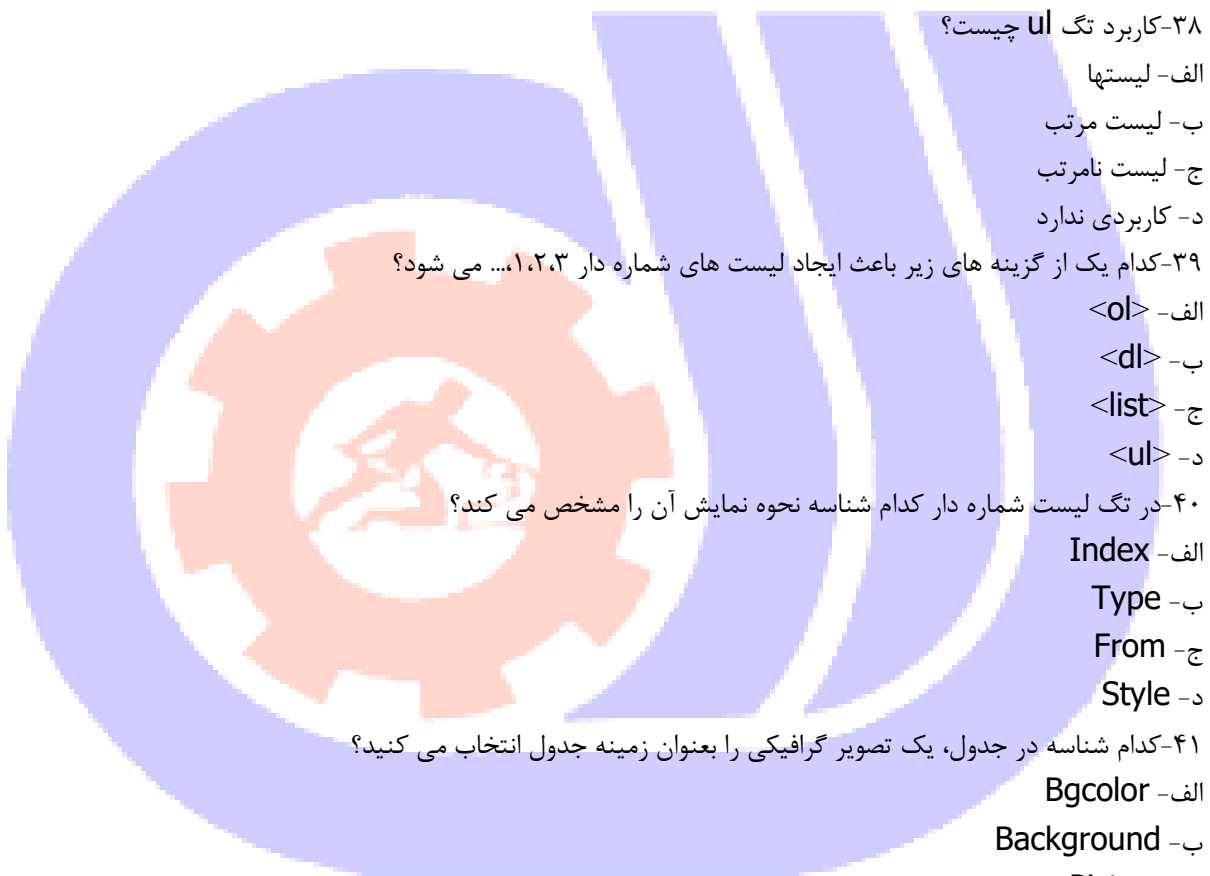 ۳۸-کاربرد تگ ul چیست؟
الف- لیستها
ب- لیست مرتب
ج- لیست نامرتب
د- کاربردی ندارد
۳۹-کدام یک از گزینه های زیر باعث ایجاد لیست های شماره دار ۱،۲،۳،... می شود؟
الف- <ol>
ب- <dl>
ج- <list>
د- <ul>
۴۰-در تگ لیست شماره دار کدام شناسه نحوه نمایش آن را مشخص می کند؟
الف- Index
ب- Type
ج- From
د- Style
۴۱-کدام شناسه در جدول، یک تصویر گرافیکی را بعنوان زمینه جدول انتخاب می کنید؟
الف- Bgcolor
ب- Background